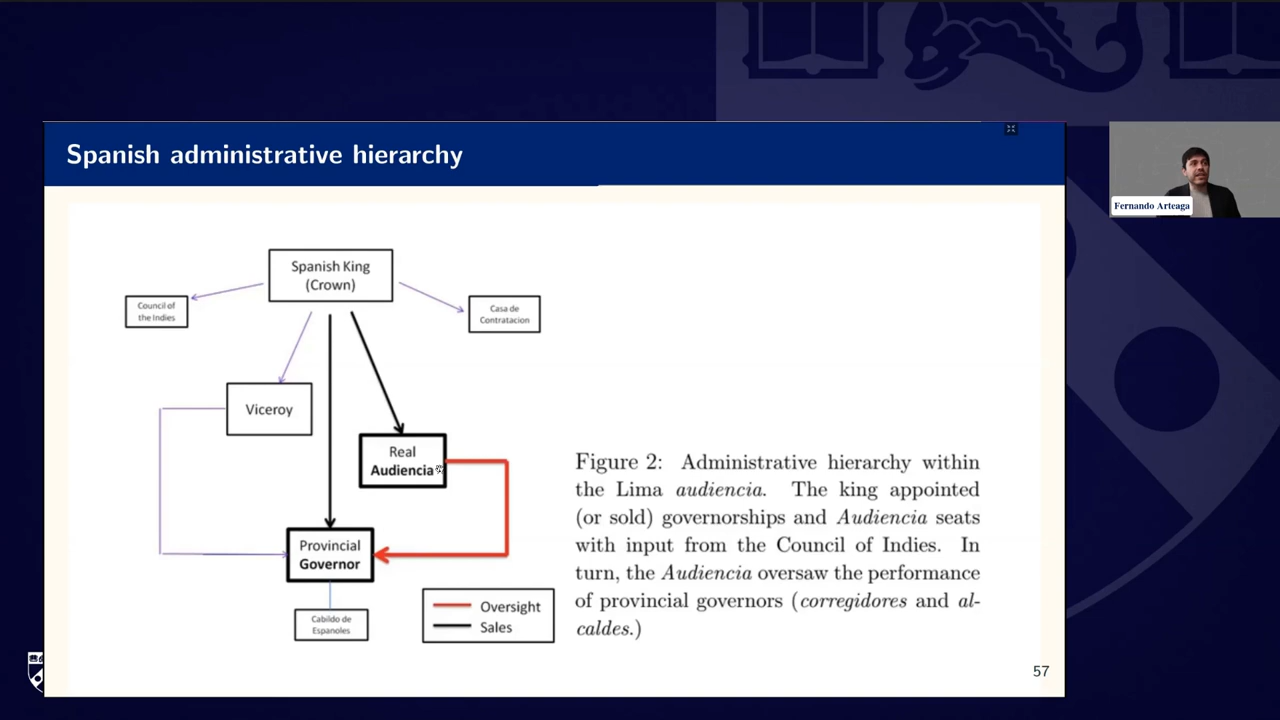 Spanish administrative hierarchy
Fernando Arteaga
Spanish King
(Crown)
Council of
the Indies
Casa de
Contratacion
Viceroy
Real
Audiencia
Provincial
Governor
Cabildo de
Espanoles
Oversight
Sales
Figure 2: Administrative hierarchy within
the Lima audiencia. The king appointed
(or sold) governorships and Audiencia seats
with input from the Council of Indies. In
turn, the Audiencia oversaw the performance
of provincial governors (corregidores and al-
caldes.)
57